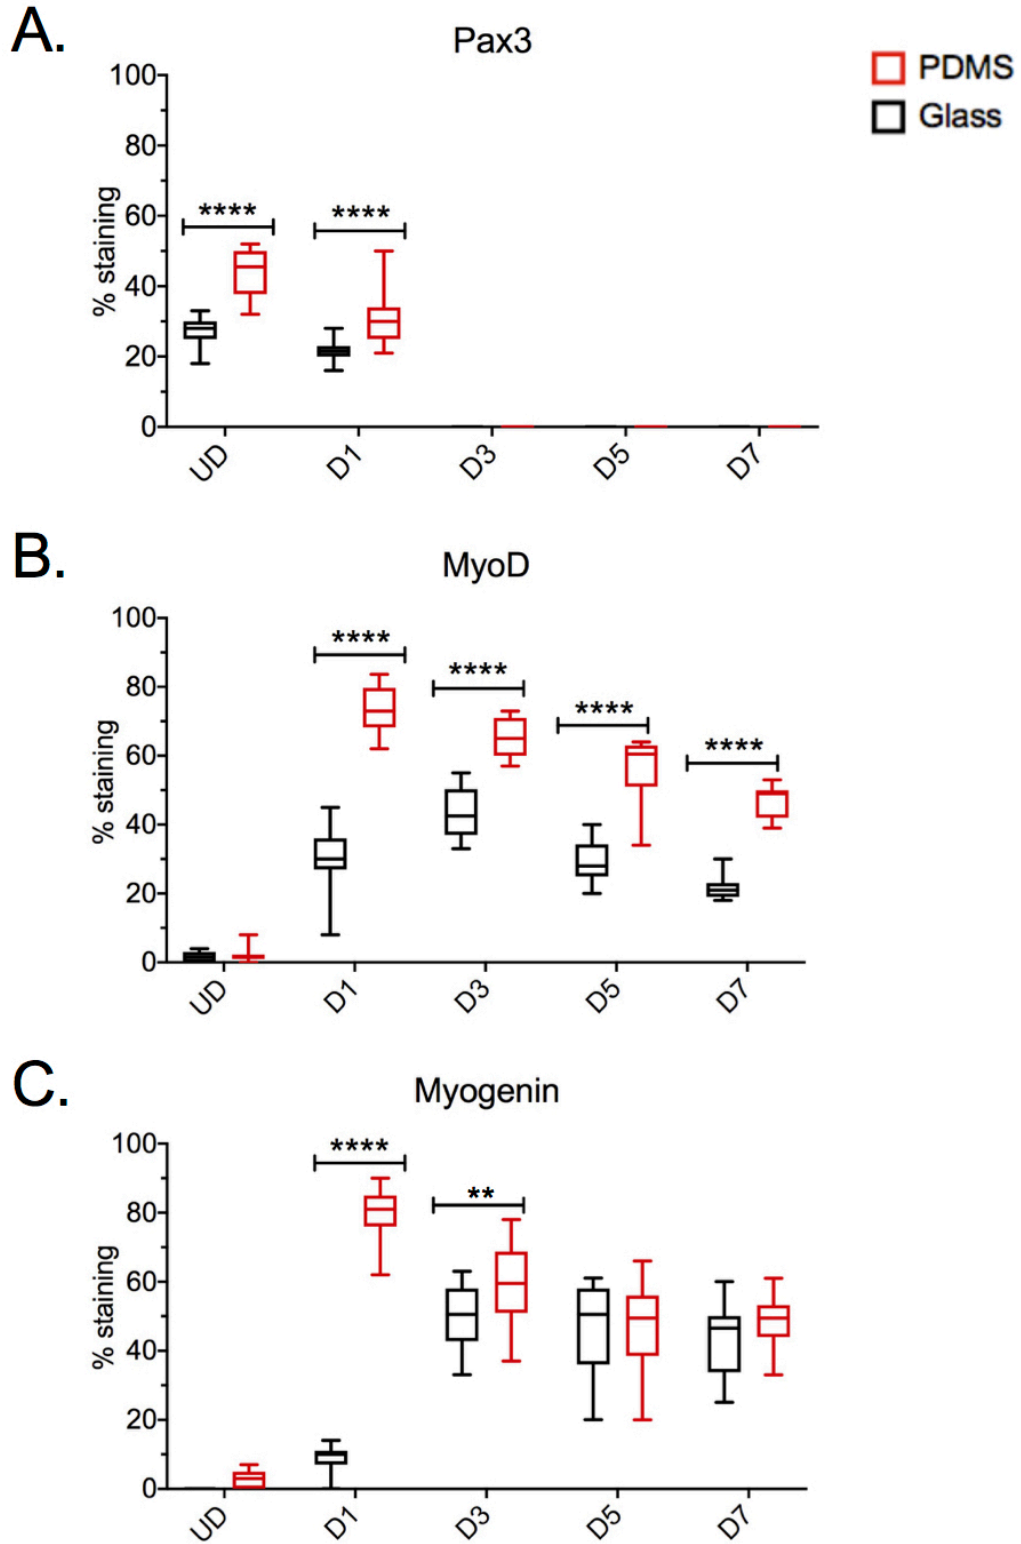 A.
Pax3
PDMS
Glass
% staining
100
80
60
40
20
0
**** ****
UD D1 D3 D5 D7
B.
MyoD
% staining
100
80
60
40
20
0
**** **** **** ****
UD D1 D3 D5 D7
C.
Myogenin
% staining
100
80
60
40
20
0
**** **
UD D1 D3 D5 D7